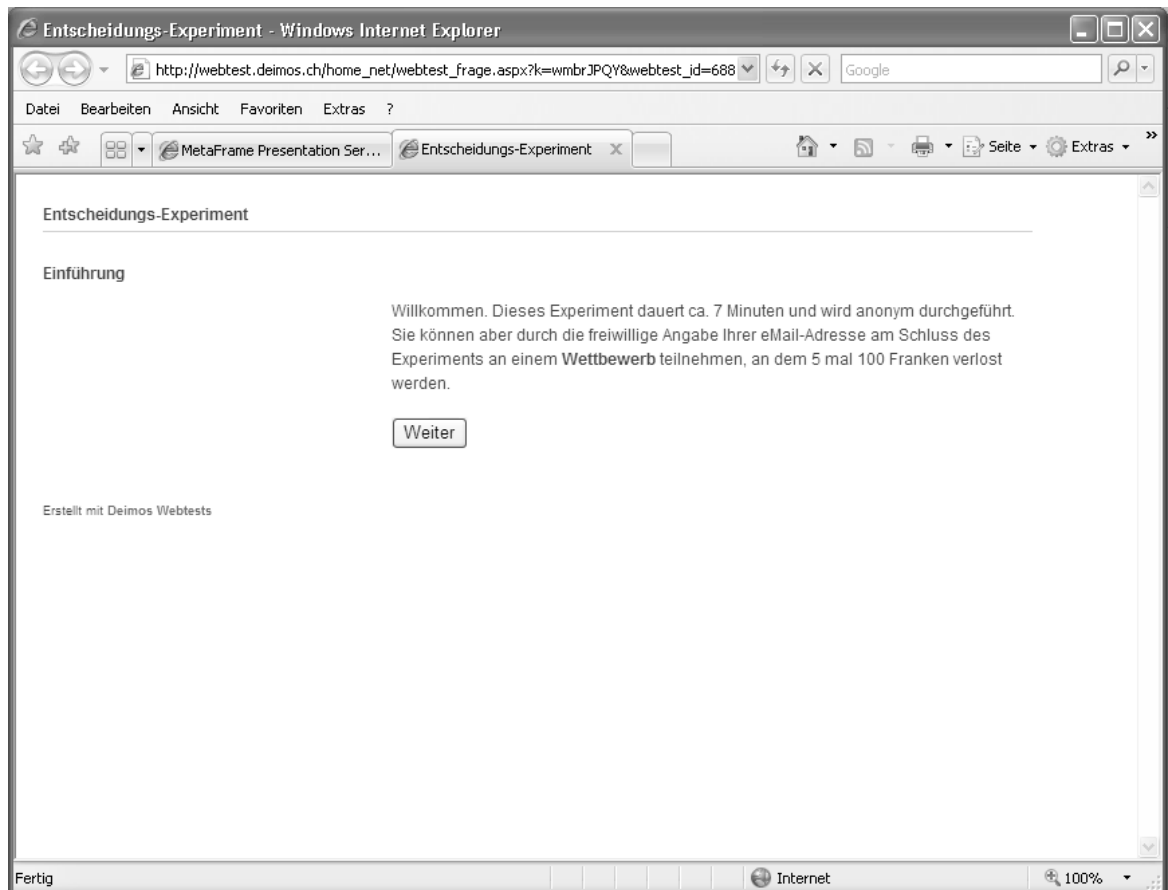 Entscheidungs-Experiment - Windows Internet Explorer
http://webtest.deimos.ch/home_net/webtest_frage.aspx?k=wmbrJPQY&webtest_id=688
Google
Datei Bearbeiten Ansicht Favoriten Extras ?
MetaFrame Presentation Ser... Entscheidungs-Experiment Seite Extras
Entscheidungs-Experiment
Einführung
Willkommen. Dieses Experiment dauert ca. 7 Minuten und wird anonym durchgeführt.
Sie können aber durch die freiwillige Angabe Ihrer eMail-Adresse am Schluss des
Experiments an einem Wettbewerb teilnehmen, an dem 5 mal 100 Franken verlost
werden.
Weiter
Erstellt mit Deimos Webtests
Fertig Internet 100%